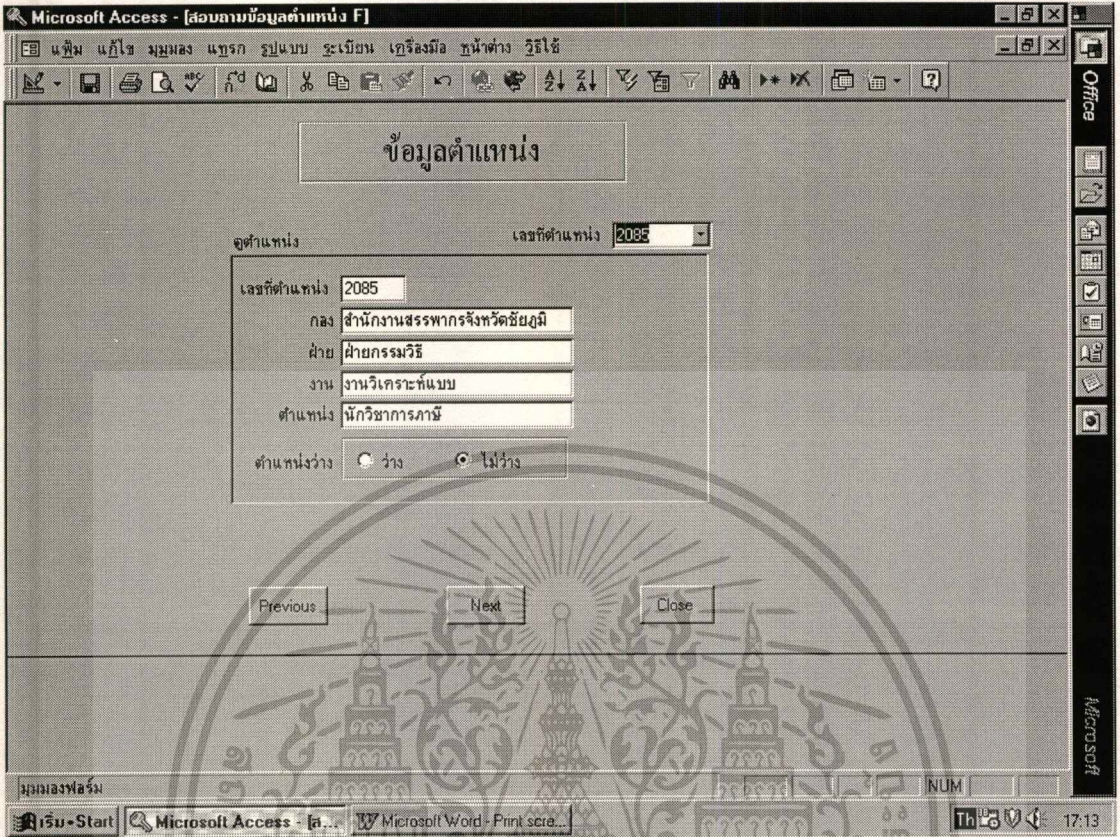 Microsoft Access - [สอบถามข้อมูลตำแหน่ง F]
แฟ้ม แก้ไข มุมมอง แทรก รูปแบบ ระเบียน เครื่องมือ หน้าต่าง วิธีใช้
Office
ข้อมูลตำแหน่ง
ดูตำแหน่ง
เลขที่ตำแหน่ง 2085
เลขที่ตำแหน่ง 2085
กอง สำนักงานสรรพากรจังหวัดชัยภูมิ
ฝ่าย ฝ่ายกรรมวิธี
งาน งานวิเคราะห์แบบ
ตำแหน่ง นักวิชาการภาษี
ตำแหน่งว่าง ว่าง ไม่ว่าง
Previous Next Close
Microsoft
มุมมองฟอร์ม NUM
เริ่ม-Start Microsoft Access - [ส... Microsoft Word - Print scre... Th 17:13